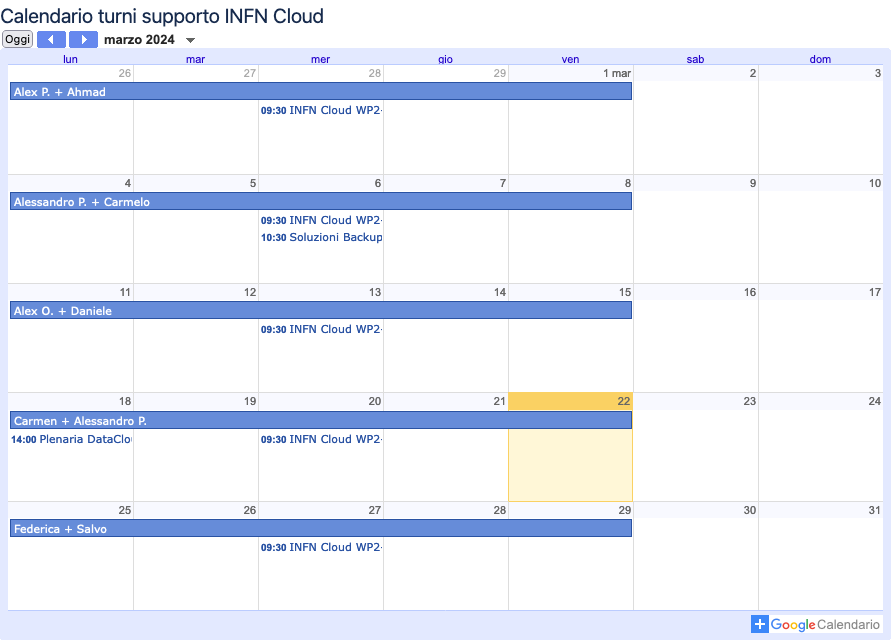 Calendario turni supporto INFN Cloud
Oggi marzo 2024
lun mar mer gio ven sab dom
26 27 28 29 1 mar 2 3
Alex P. + Ahmad
09:30 INFN Cloud WP2-
4 5 6 7 8 9 10
Alessandro P. + Carmelo
09:30 INFN Cloud WP2-
10:30 Soluzioni Backup
11 12 13 14 15 16 17
Alex O. + Daniele
09:30 INFN Cloud WP2-
18 19 20 21 22 23 24
Carmen + Alessandro P.
14:00 Plenaria DataClou 09:30 INFN Cloud WP2-
25 26 27 28 29 30 31
Federica + Salvo
09:30 INFN Cloud WP2-
Google Calendario